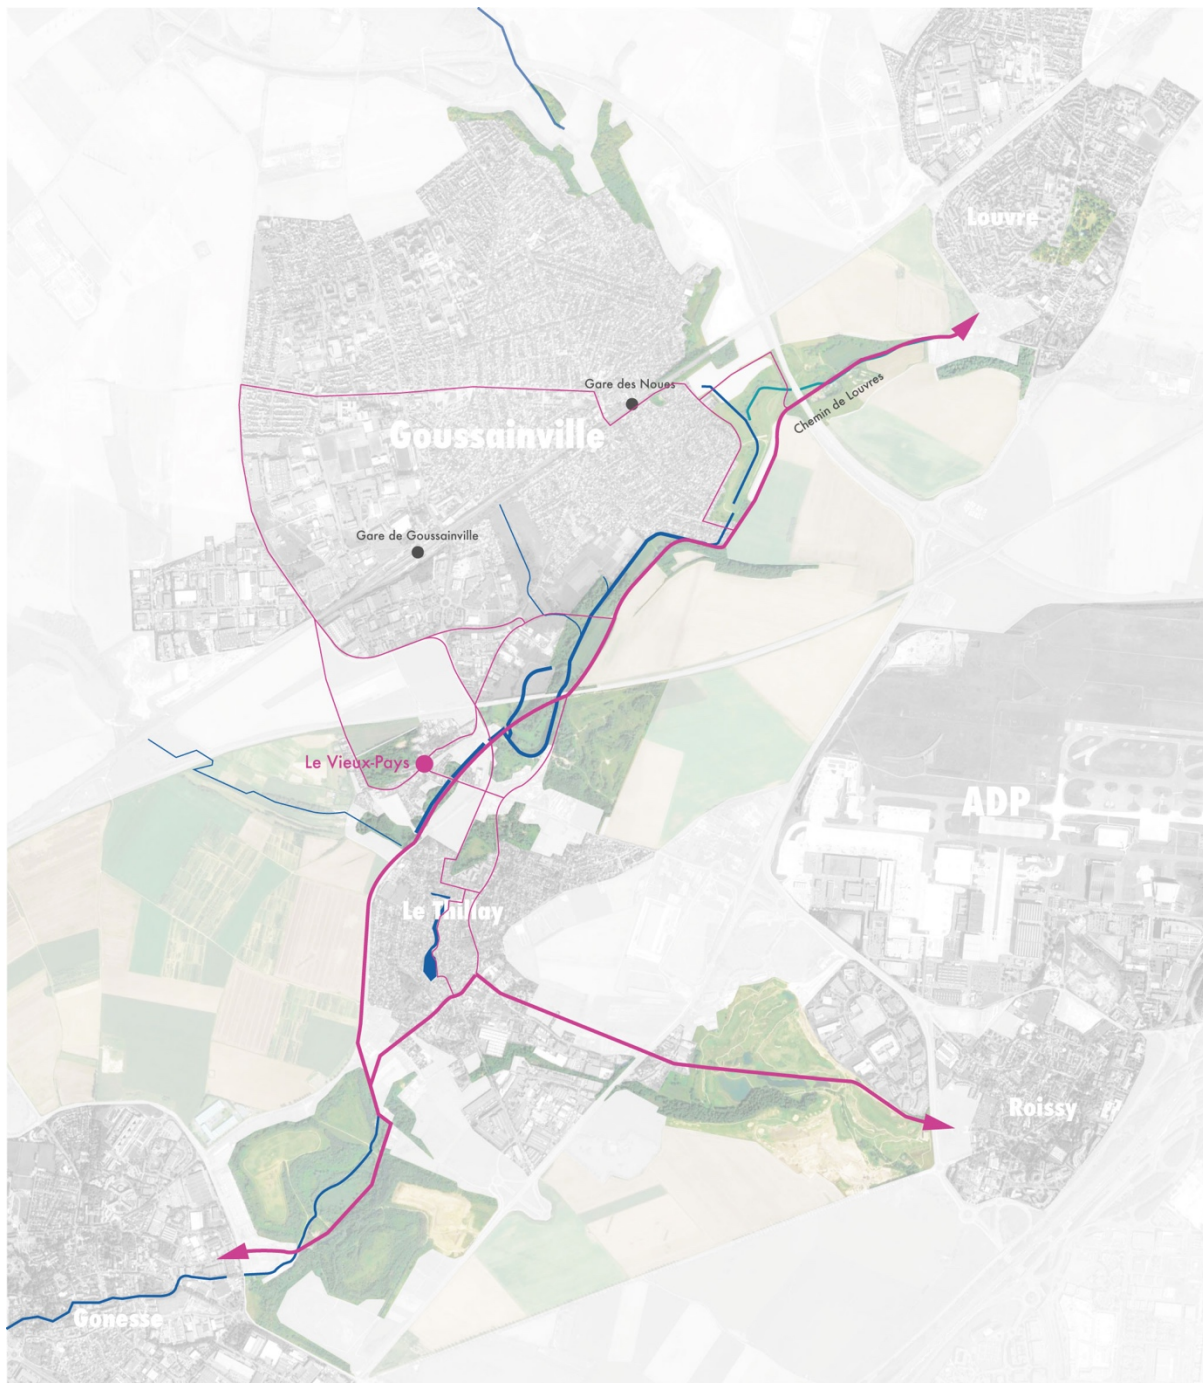 Louvre
Gare des Noues
Chemin de Louvres
Goussainville
Gare de Goussainville
Le Vieux-Pays
ADP
Le Thillay
Roissy
Gonesse